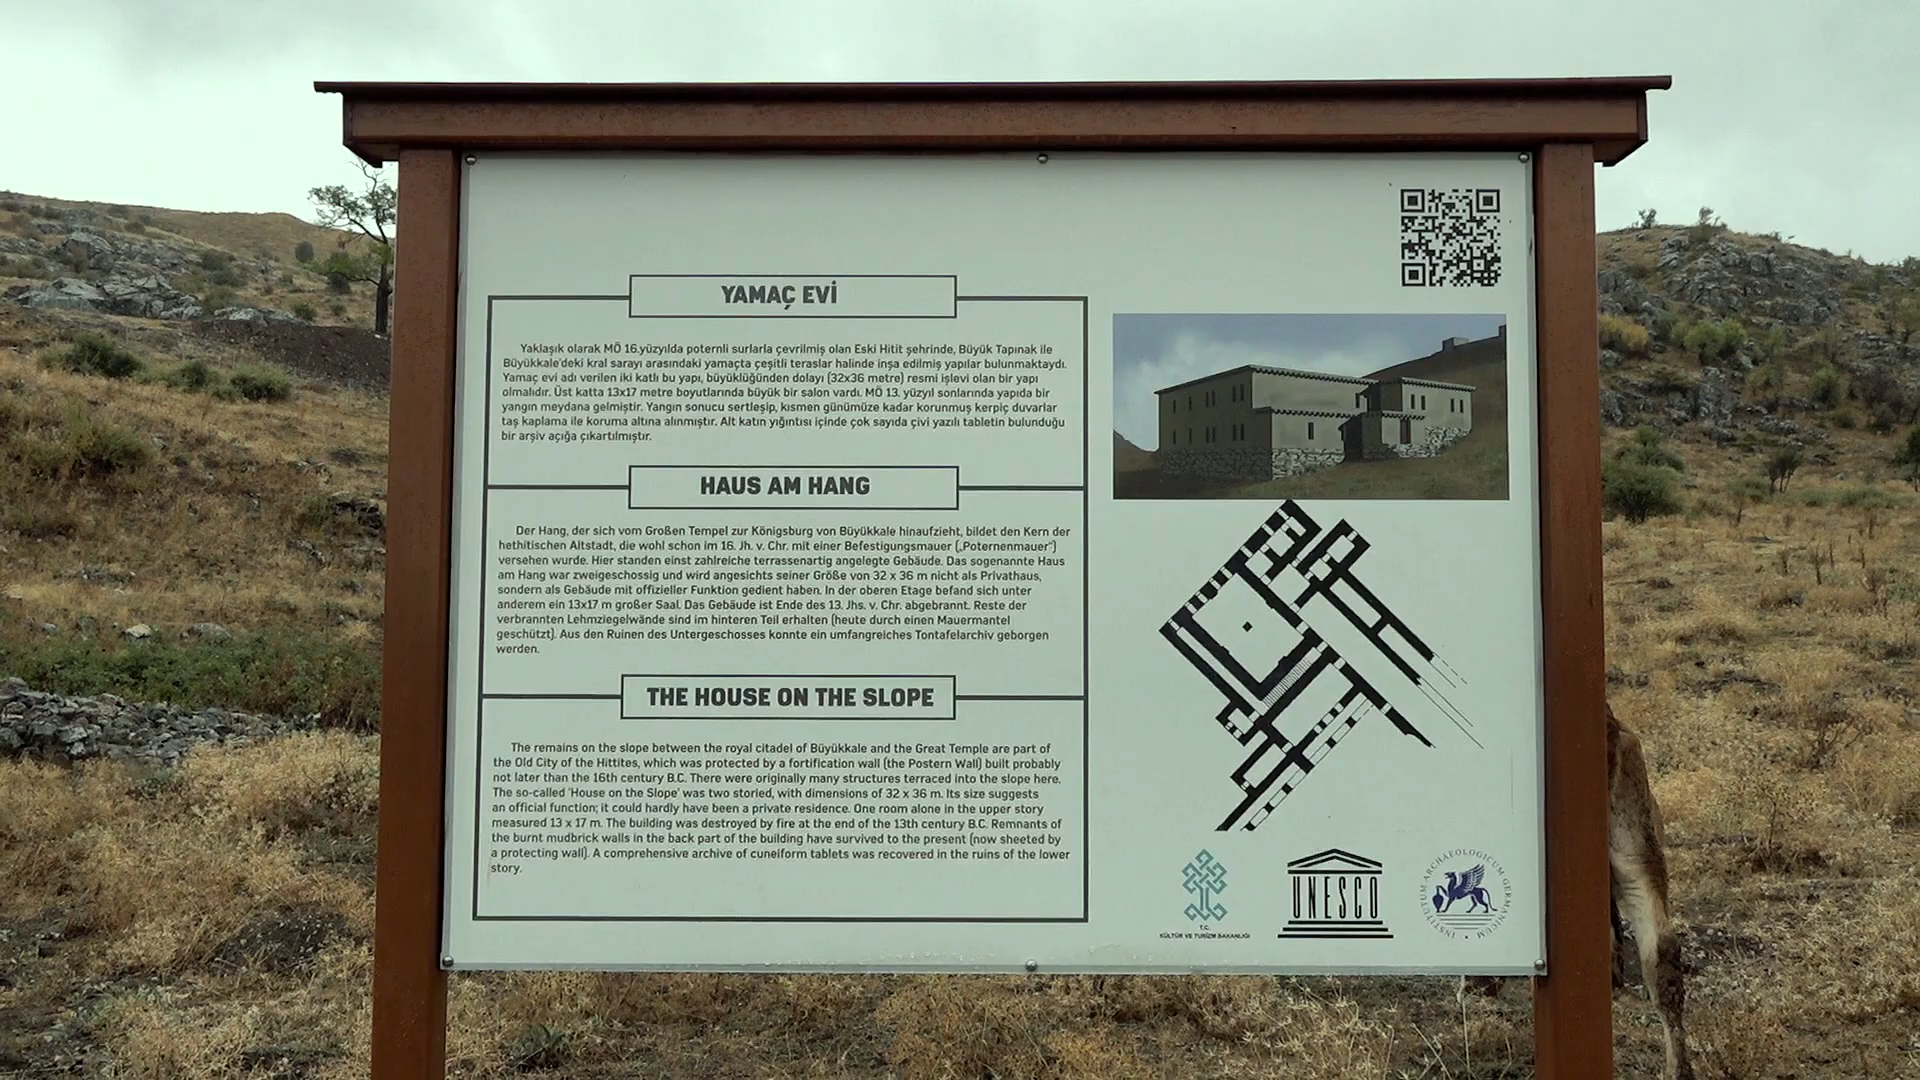 YAMAÇ EVİ
Yaklaşık olarak MÖ 16.yüzyılda poternli surlarla çevrilmiş olan Eski Hitit şehrinde, Büyük Tapınak ile
Büyükkale'deki kral sarayı arasındaki yamaçta çeşitli teraslar halinde inşa edilmiş yapılar bulunmaktaydı.
Yamaç evi adı verilen iki katlı bu yapı, büyüklüğünden dolayı (32x36 metre) resmi işlevi olan bir yapı
olmalıdır. Üst katta 13x17 metre boyutlarında büyük bir salon vardı. MÖ 13. yüzyıl sonlarında yapıda bir
yangın meydana gelmiştir. Yangın sonucu sertleşip, kısmen günümüze kadar korunmuş kerpiç duvarlar
taş kaplama ile koruma altına alınmıştır. Alt katın yığıntısı içinde çok sayıda çivi yazılı tabletin bulunduğu
bir arşiv açığa çıkartılmıştır.
HAUS AM HANG
Der Hang, der sich vom Großen Tempel zur Königsburg von Büyükkale hinaufzieht, bildet den Kern der
hethitischen Altstadt, die wohl schon im 16. Jh. v. Chr. mit einer Befestigungsmauer („Poternenmauer“)
versehen wurde. Hier standen einst zahlreiche terrassenartig angelegte Gebäude. Das sogenannte Haus
am Hang war zweigeschossig und wird angesichts seiner Größe von 32 x 36 m nicht als Privathaus,
sondern als Gebäude mit offizieller Funktion gedient haben. In der oberen Etage befand sich unter
anderem ein 13x17 m großer Saal. Das Gebäude ist Ende des 13. Jhs. v. Chr. abgebrannt. Reste der
verbrannten Lehmziegelwände sind im hinteren Teil erhalten (heute durch einen Mauermantel
geschützt). Aus den Ruinen des Untergeschosses konnte ein umfangreiches Tontafelarchiv geborgen
werden.
THE HOUSE ON THE SLOPE
The remains on the slope between the royal citadel of Büyükkale and the Great Temple are part of
the Old City of the Hittites, which was protected by a fortification wall (the Postern Wall) built probably
not later than the 16th century B.C. There were originally many structures terraced into the slope here.
The so-called 'House on the Slope' was two storied, with dimensions of 32 x 36 m. Its size suggests
an official function; it could hardly have been a private residence. One room alone in the upper story
measured 13 x 17 m. The building was destroyed by fire at the end of the 13th century B.C. Remnants of
the burnt mudbrick walls in the back part of the building have survived to the present (now sheeted by
a protecting wall). A comprehensive archive of cuneiform tablets was recovered in the ruins of the lower
story.
T.C.
KÜLTÜR VE TURİZM BAKANLIĞI
UNESCO
INSTITUTUM ARCHAEOLOGICUM GERMANICUM